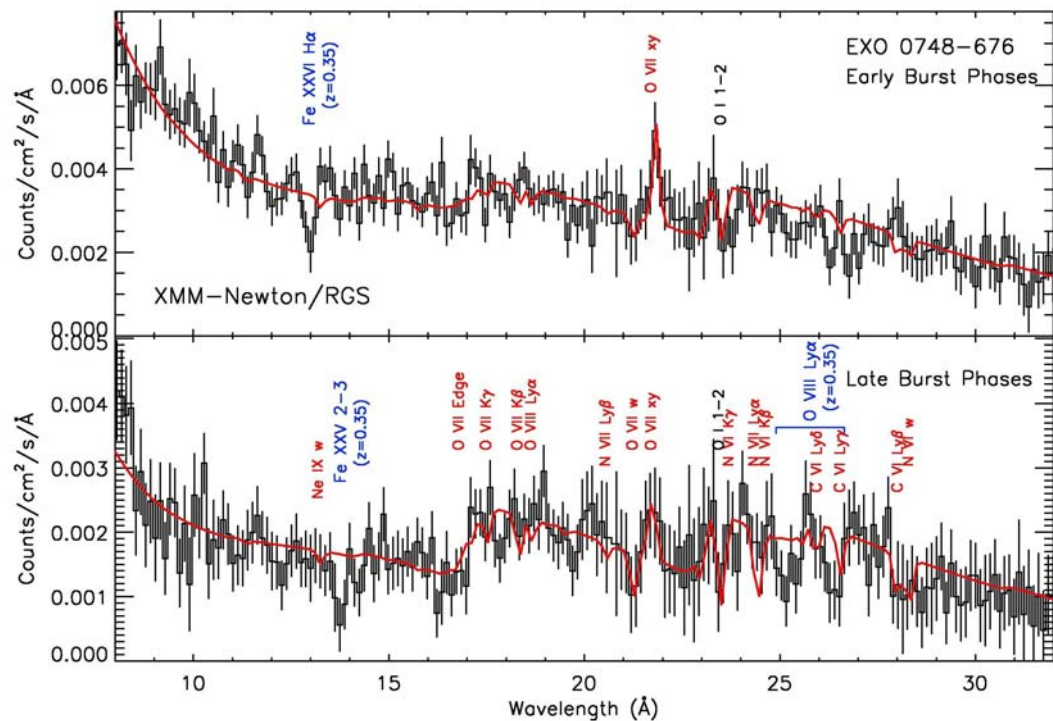 EXO 0748−676
Early Burst Phases
Fe XXVI Hα
(z=0.35)
O VII xy
O I 1−2
XMM−Newton/RGS
Counts/cm²/s/Å
0.006
0.004
0.002
0.000
Late Burst Phases
Ne IX w
Fe XXV 2−3
(z=0.35)
O VII Edge
O VII Kγ
O VII Kβ
O VIII Lyα
N VII Lyβ
O VII w
O VII xy
O I 1−2
N VI Kγ
N VII Lyα
N VI Kβ
O VIII Lyα
(z=0.35)
C VI Lyδ
C VI Lyγ
C VI Lyβ
N VI w
Counts/cm²/s/Å
0.005
0.004
0.003
0.002
0.001
0.000
10 15 20 25 30
Wavelength (Å)